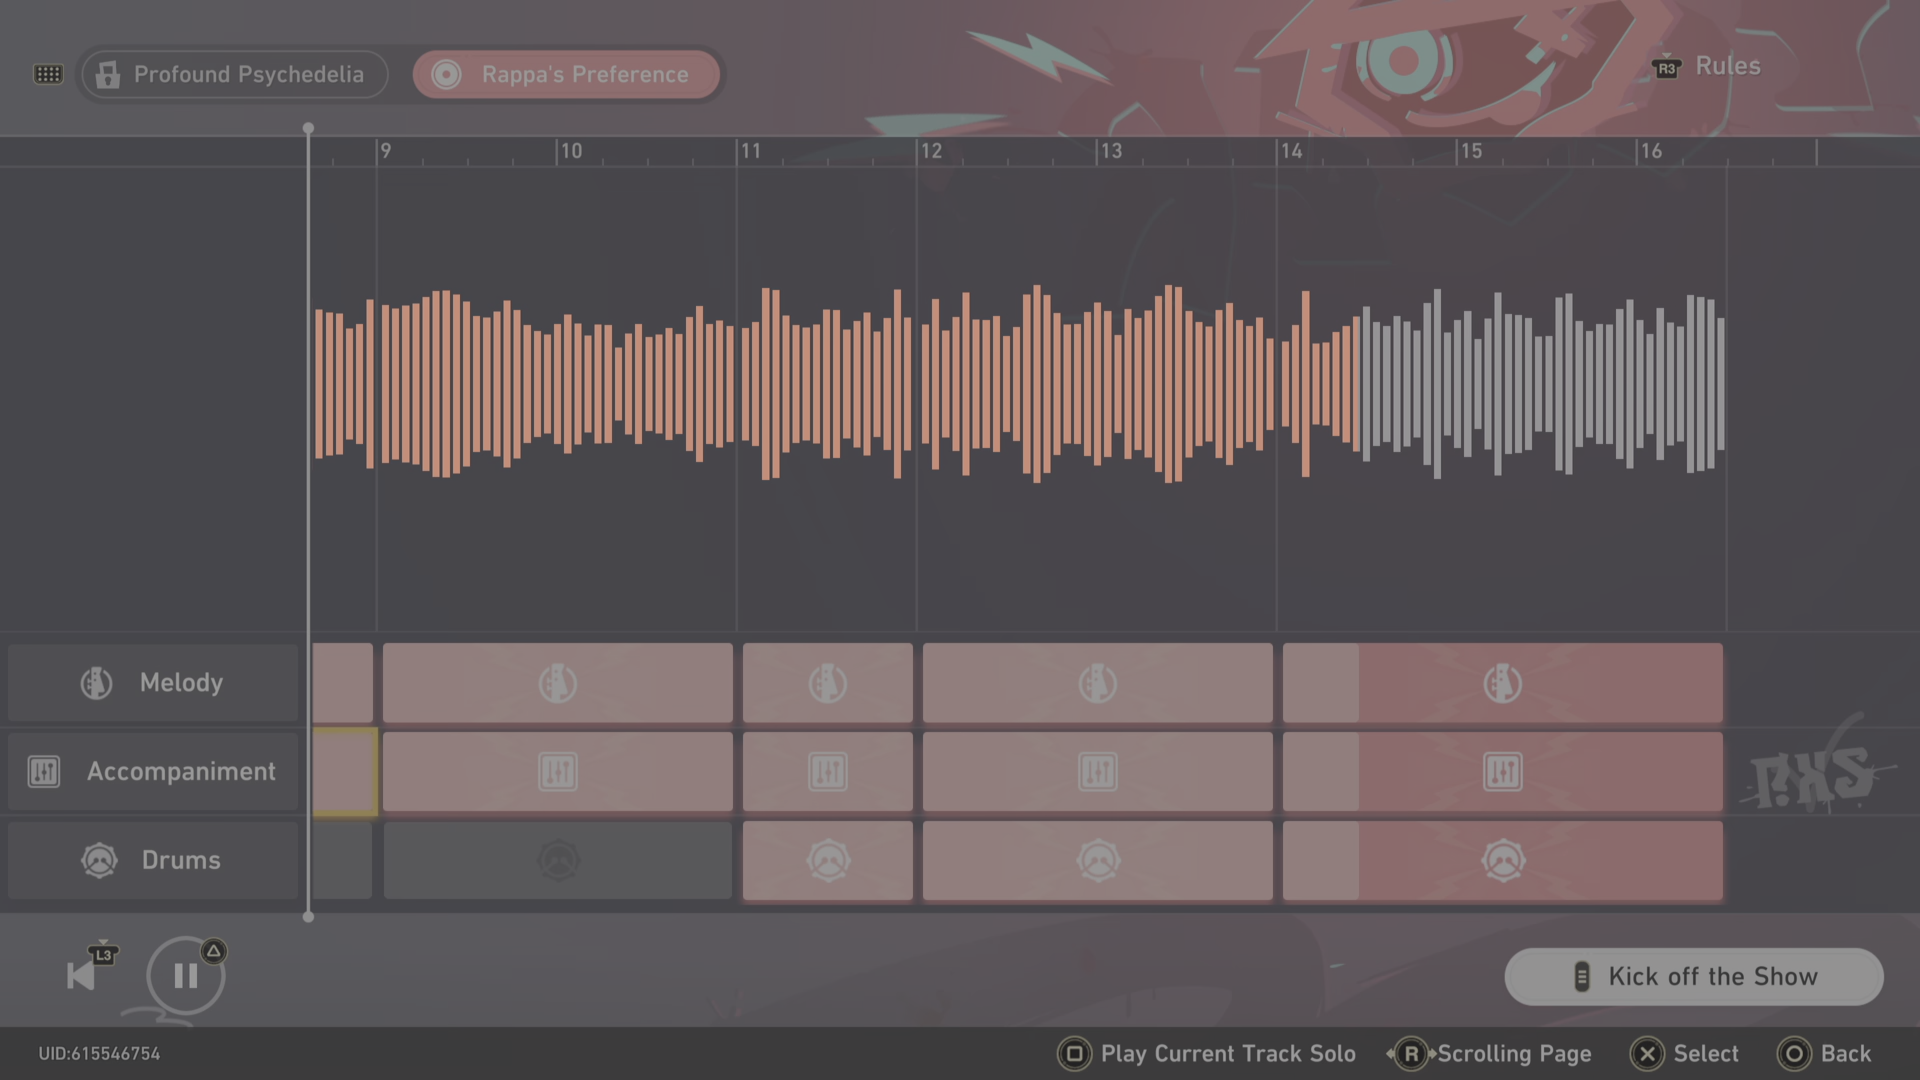 Profound Psychedelia
Rappa's Preference
R3 Rules
9 10 11 12 13 14 15 16
Melody
Accompaniment
Drums
L3
Kick off the Show
UID:615546754
Play Current Track Solo
R Scrolling Page
Select
Back